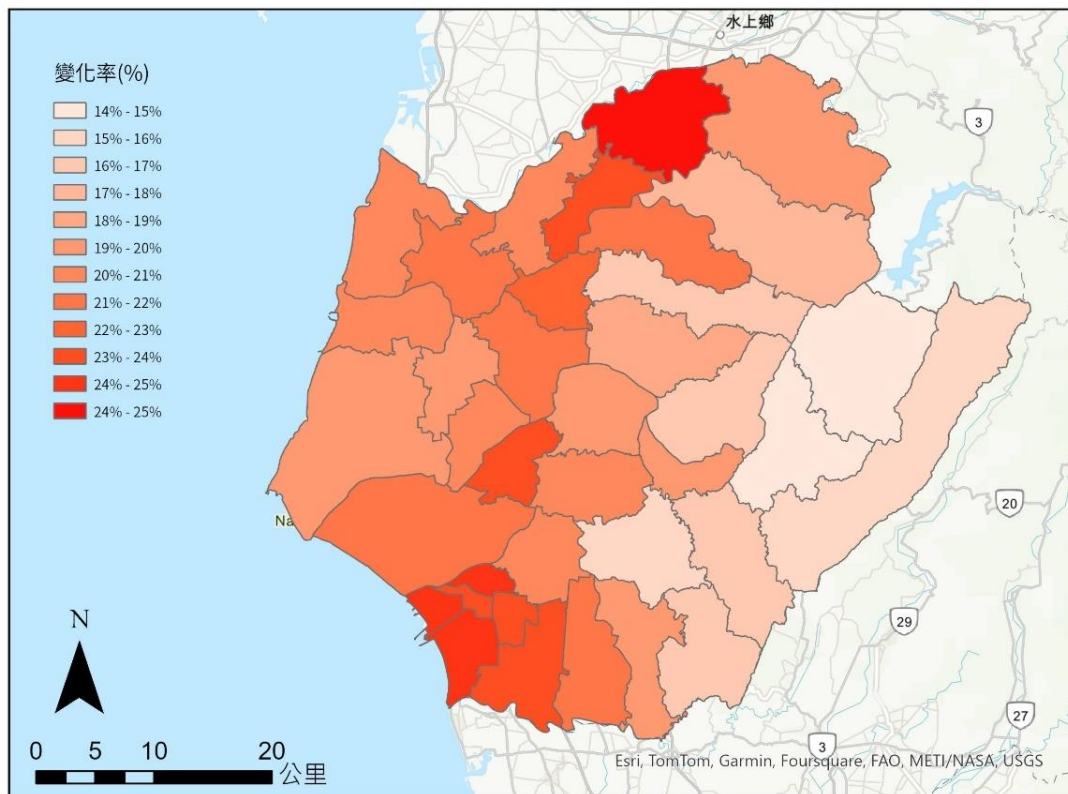 水上鄉
變化率(%)
14% - 15%
15% - 16%
16% - 17%
17% - 18%
18% - 19%
19% - 20%
20% - 21%
21% - 22%
22% - 23%
23% - 24%
24% - 25%
24% - 25%
3
20
Na
29
27
3
N
0 5 10 20
公里
Esri, TomTom, Garmin, Foursquare, FAO, METI/NASA, USGS